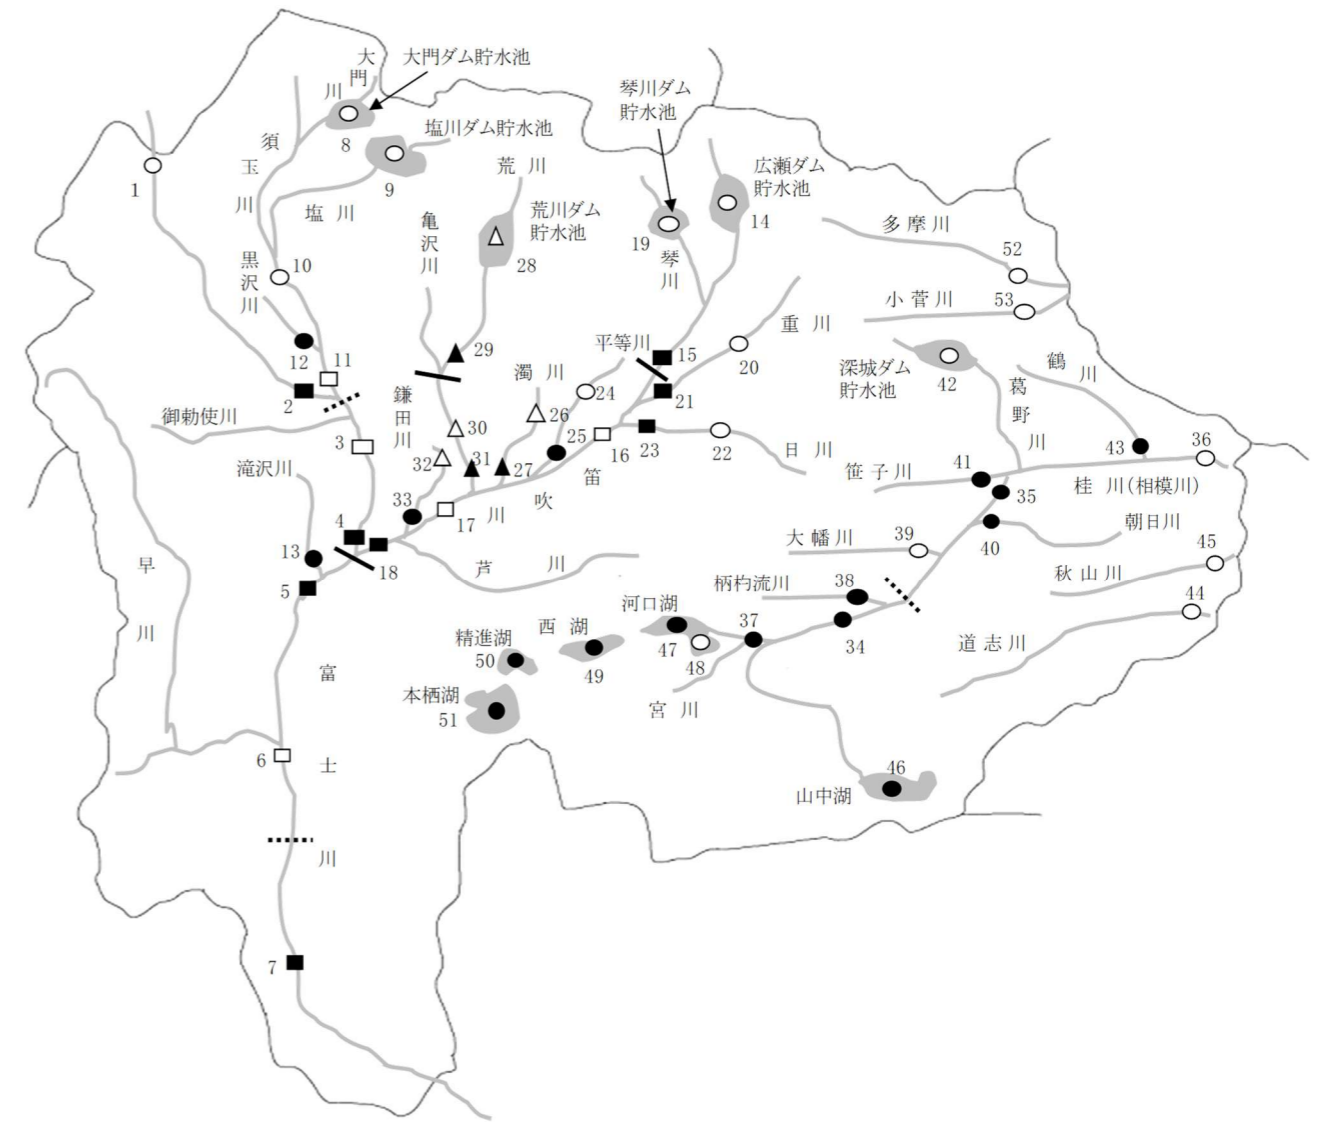 大門川
大門ダム貯水池
8
塩川ダム貯水池
9
須玉川
塩川
1
10
黒沢川
12
11
2
御勅使川
3
滝沢川
4
13
5
18
早川
富士川
6
7
荒川
荒川ダム
貯水池
28
亀沢川
29
鎌田川
30
32
31
33
濁川
26
27
24
25
17
16
笛吹川
芦川
琴川ダム
貯水池
19
琴川
広瀬ダム
貯水池
14
平等川
15
重川
20
21
23
22
日川
多摩川
52
小菅川
53
深城ダム
貯水池
42
葛野川
鶴川
43
36
笹子川
41
35
桂川(相模川)
朝日川
40
大幡川
39
秋山川
45
44
道志川
柄杓流川
38
34
37
河口湖
47
48
西湖
49
精進湖
50
本栖湖
51
宮川
46
山中湖